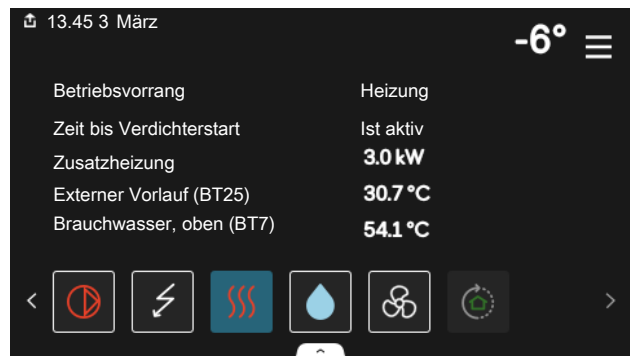 13.45 3 März
-6°
Betriebsvorrang Heizung
Zeit bis Verdichterstart Ist aktiv
Zusatzheizung 3.0 kW
Externer Vorlauf (BT25) 30.7 °C
Brauchwasser, oben (BT7) 54.1 °C